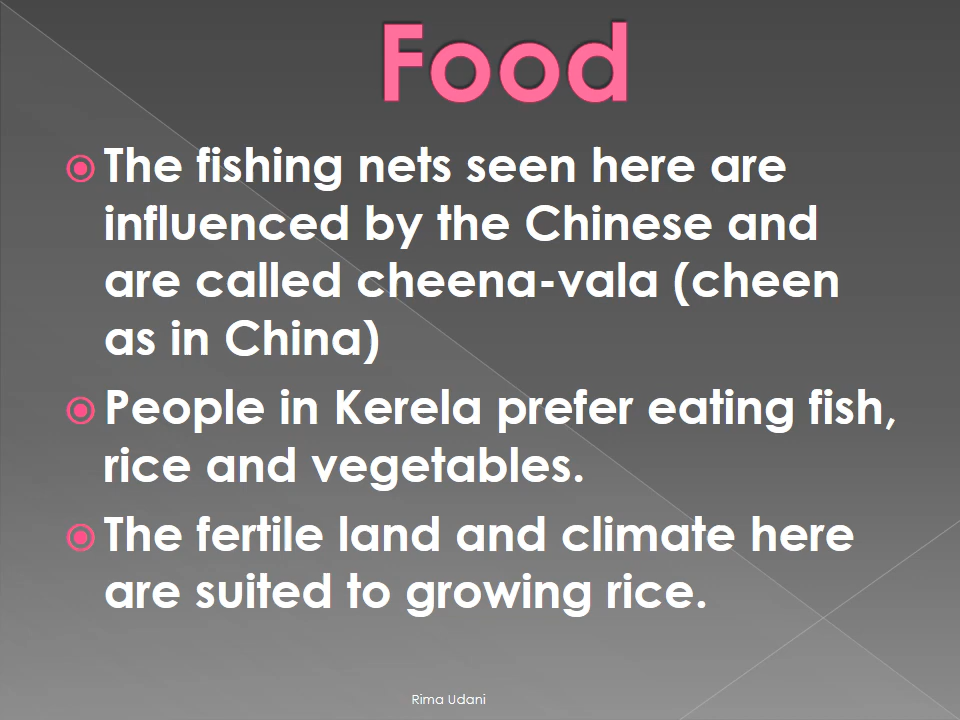 Food
The fishing nets seen here are
influenced by the Chinese and
are called cheena-vala (cheen
as in China)
People in Kerela prefer eating fish,
rice and vegetables.
The fertile land and climate here
are suited to growing rice.
Rima Udani